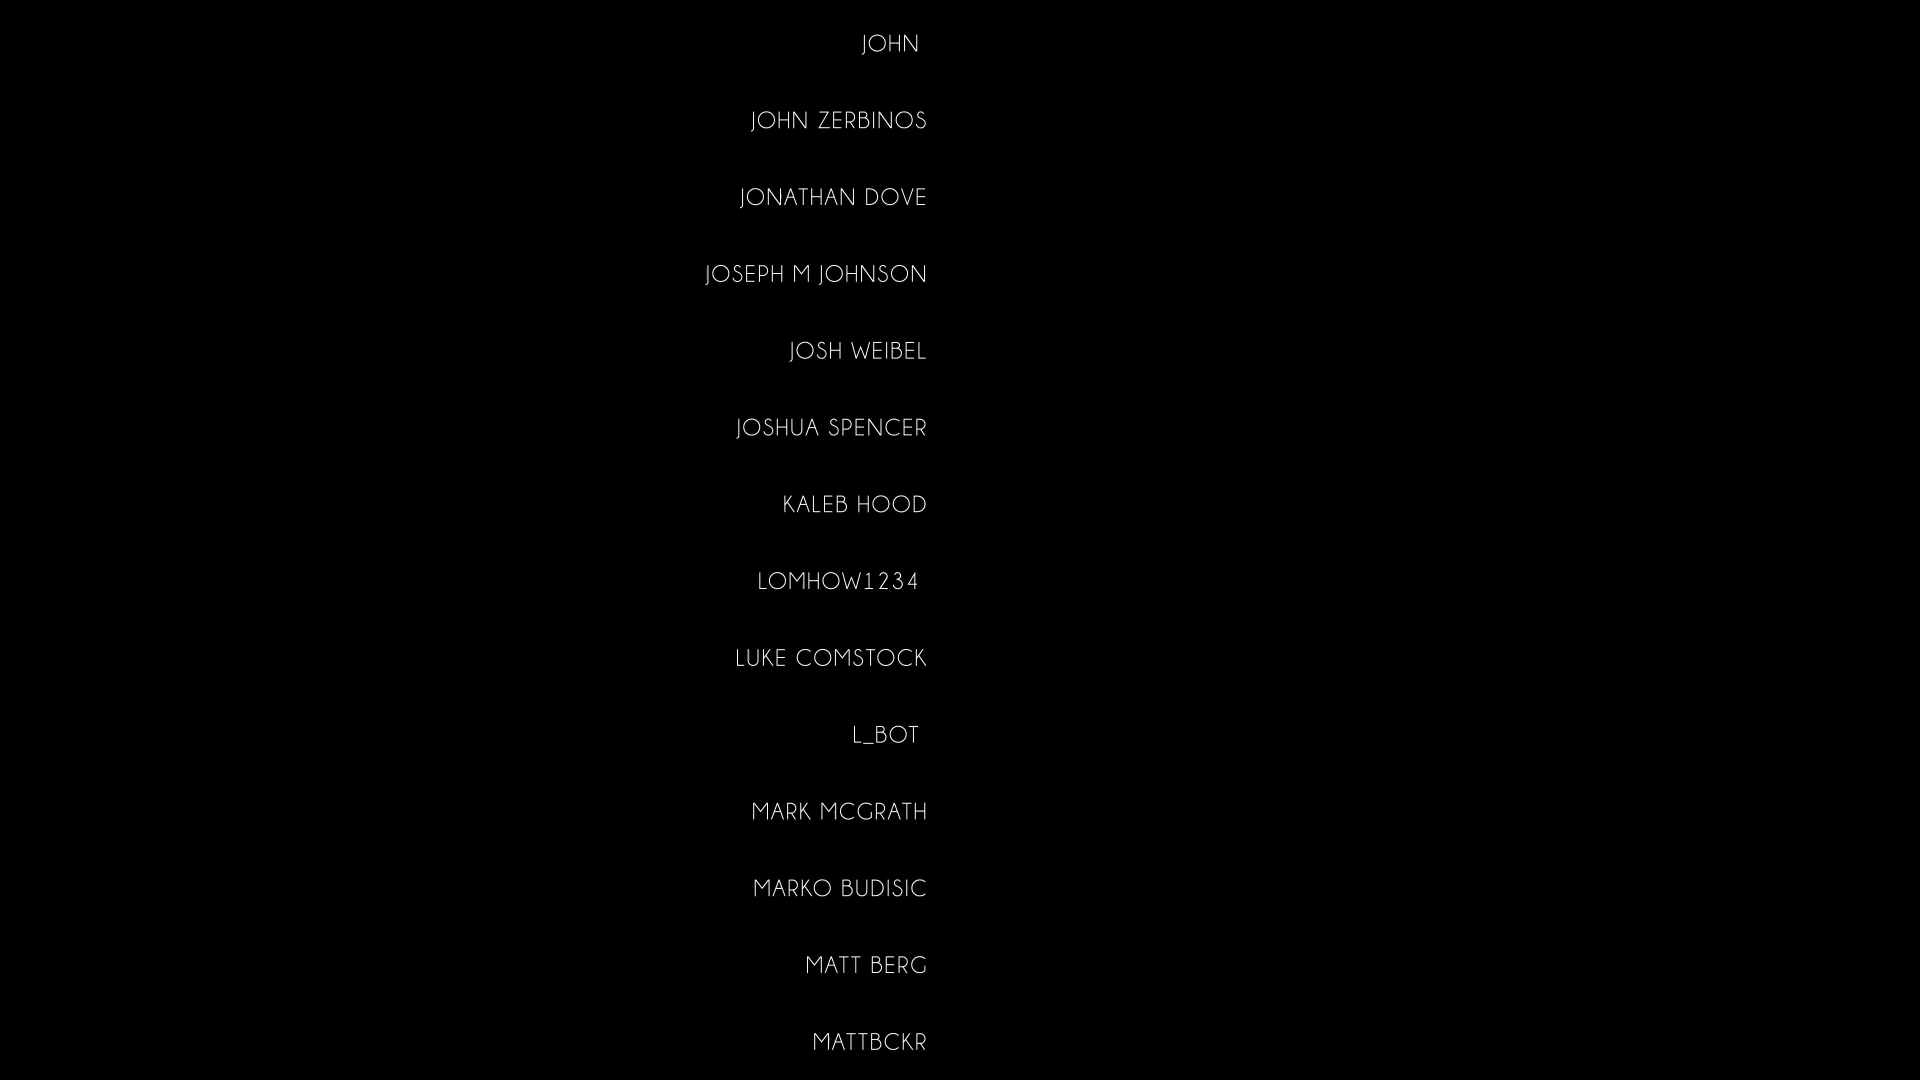 JOHN
JOHN ZERBINOS
JONATHAN DOVE
JOSEPH M JOHNSON
JOSH WEIBEL
JOSHUA SPENCER
KALEB HOOD
LOMHOW1234
LUKE COMSTOCK
L_BOT
MARK MCGRATH
MARKO BUDISIC
MATT BERG
MATTBCKR